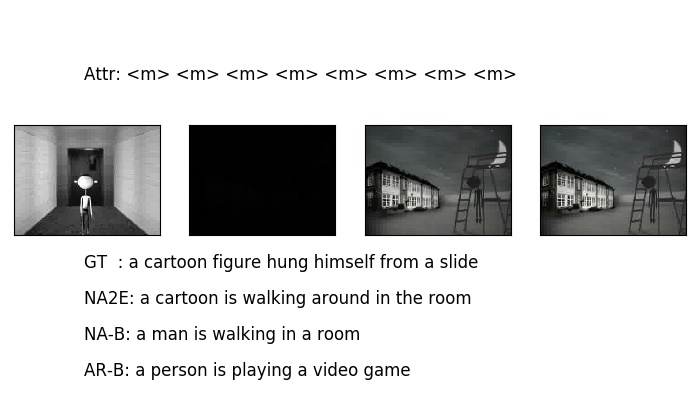 Attr: <m> <m> <m> <m> <m> <m> <m> <m>
GT  : a cartoon figure hung himself from a slide
NA2E: a cartoon is walking around in the room
NA-B: a man is walking in a room
AR-B: a person is playing a video game